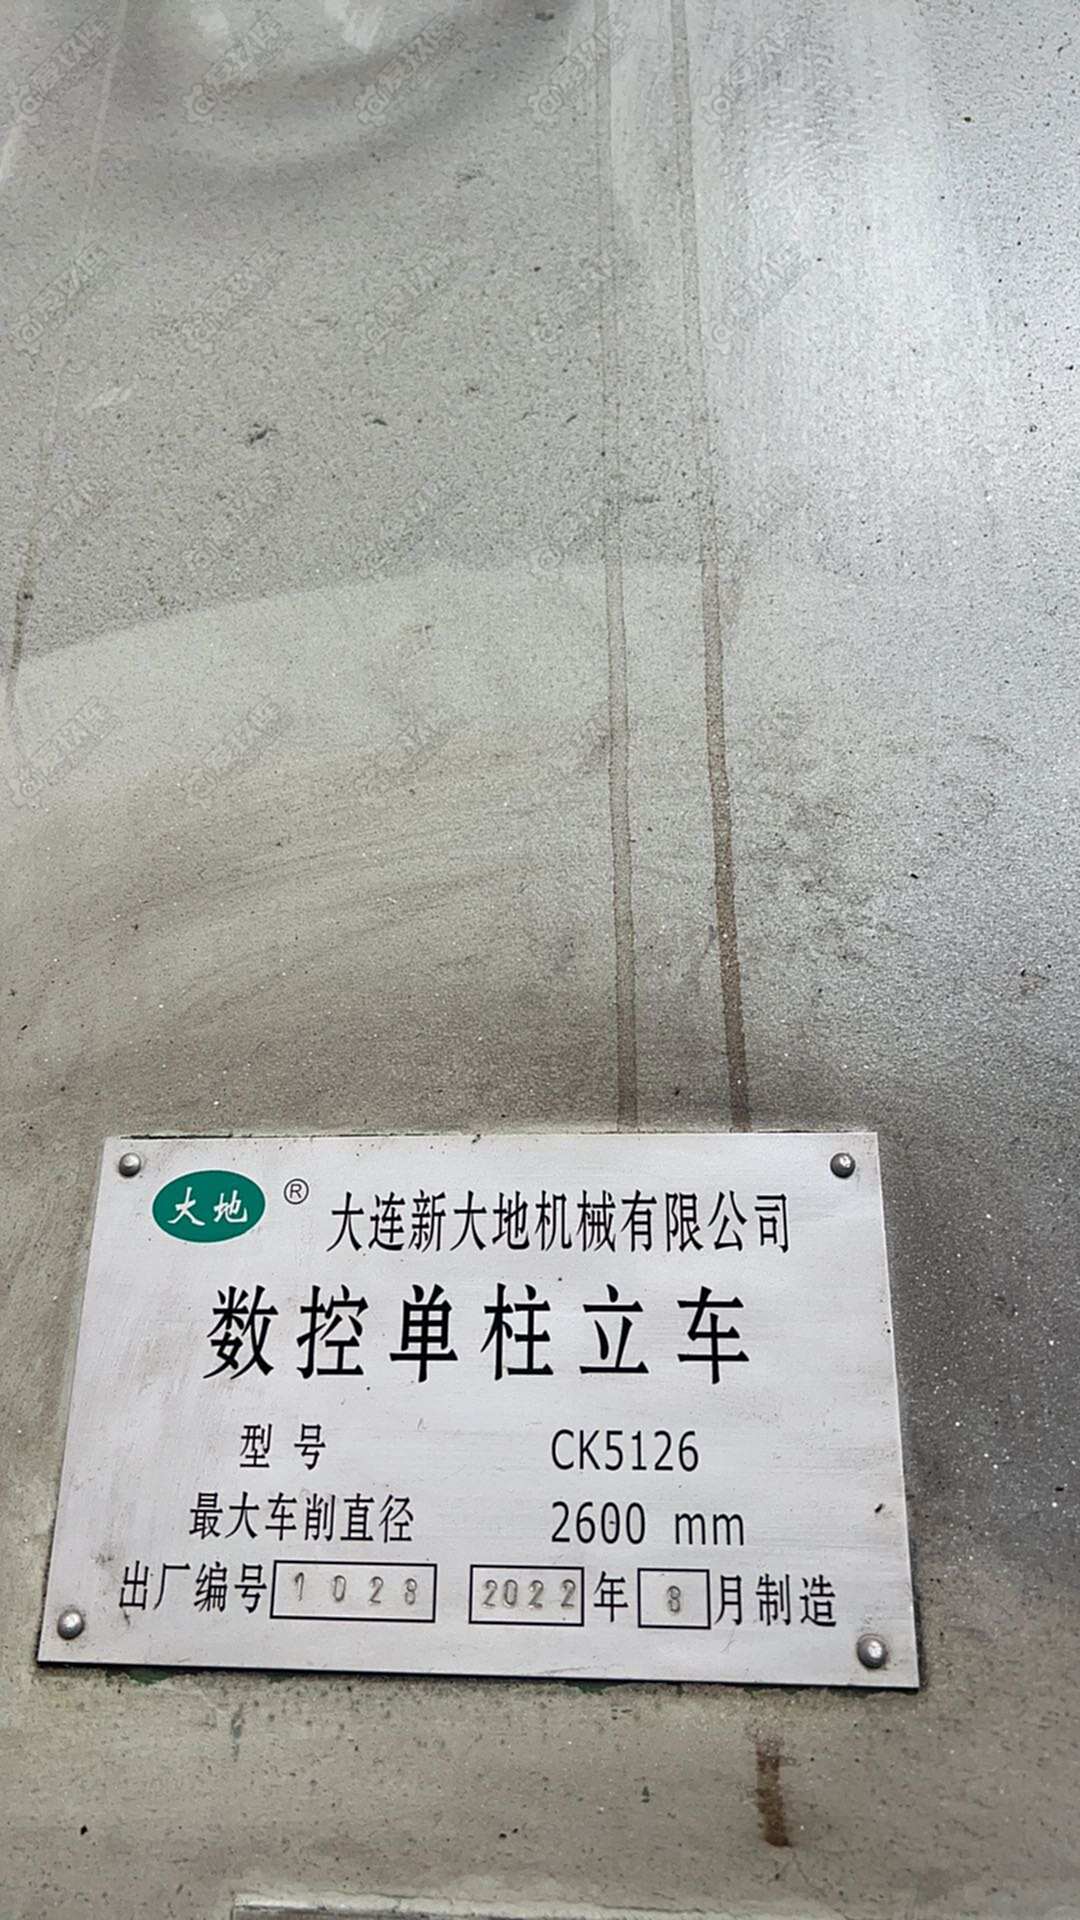 大地 ® 大连新大地机械有限公司
数控单柱立车
型号 CK5126
最大车削直径 2600 mm
出厂编号 1028 2022 年 8 月制造